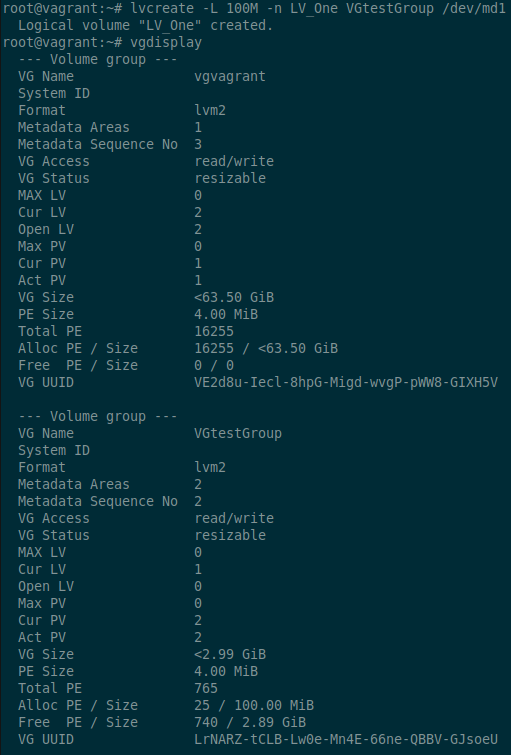 root@vagrant:~# lvcreate -L 100M -n LV_One VGtestGroup /dev/md1
  Logical volume "LV_One" created.
root@vagrant:~# vgdisplay
  --- Volume group ---
  VG Name               vgvagrant
  System ID
  Format                lvm2
  Metadata Areas        1
  Metadata Sequence No  3
  VG Access             read/write
  VG Status             resizable
  MAX LV                0
  Cur LV                2
  Open LV               2
  Max PV                0
  Cur PV                1
  Act PV                1
  VG Size               <63.50 GiB
  PE Size               4.00 MiB
  Total PE              16255
  Alloc PE / Size       16255 / <63.50 GiB
  Free  PE / Size       0 / 0
  VG UUID               VE2d8u-Iecl-8hpG-Migd-wvgP-pWW8-GIXH5V

  --- Volume group ---
  VG Name               VGtestGroup
  System ID
  Format                lvm2
  Metadata Areas        2
  Metadata Sequence No  2
  VG Access             read/write
  VG Status             resizable
  MAX LV                0
  Cur LV                1
  Open LV               0
  Max PV                0
  Cur PV                2
  Act PV                2
  VG Size               <2.99 GiB
  PE Size               4.00 MiB
  Total PE              765
  Alloc PE / Size       25 / 100.00 MiB
  Free  PE / Size       740 / 2.89 GiB
  VG UUID               LrNARZ-tCLB-Lw0e-Mn4E-66ne-QBBV-GJsoeU